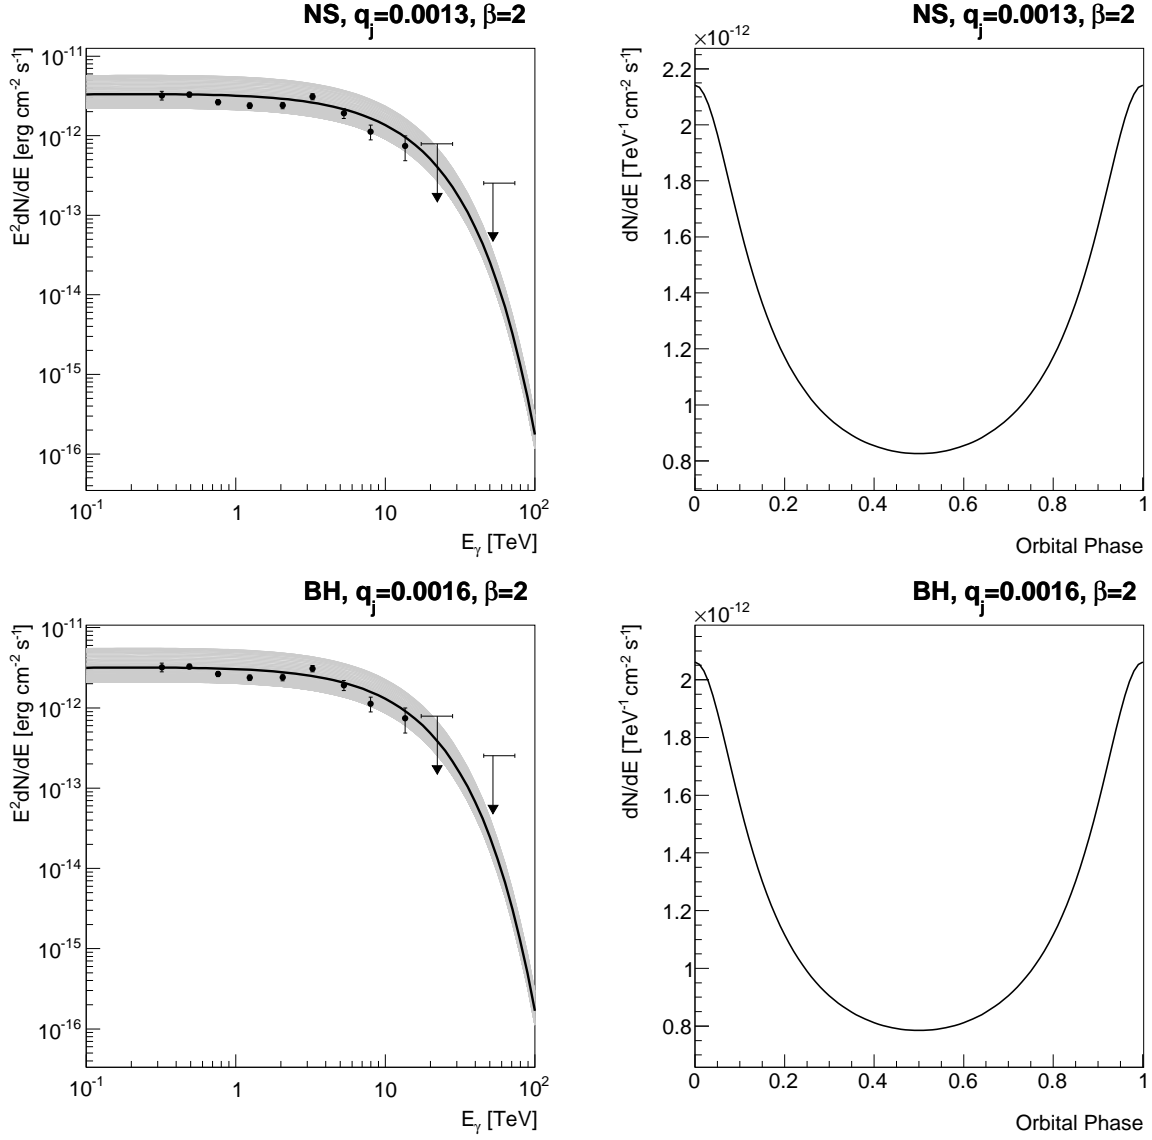 NS, q_j=0.0013, β=2
E²dN/dE [erg cm⁻² s⁻¹]
10⁻¹¹
10⁻¹²
10⁻¹³
10⁻¹⁴
10⁻¹⁵
10⁻¹⁶
10⁻¹ 1 10 10²
E_γ [TeV]
NS, q_j=0.0013, β=2
×10⁻¹²
dN/dE [TeV⁻¹ cm⁻² s⁻¹]
2.2
2
1.8
1.6
1.4
1.2
1
0.8
0 0.2 0.4 0.6 0.8 1
Orbital Phase
BH, q_j=0.0016, β=2
E²dN/dE [erg cm⁻² s⁻¹]
10⁻¹¹
10⁻¹²
10⁻¹³
10⁻¹⁴
10⁻¹⁵
10⁻¹⁶
10⁻¹ 1 10 10²
E_γ [TeV]
BH, q_j=0.0016, β=2
×10⁻¹²
dN/dE [TeV⁻¹ cm⁻² s⁻¹]
2
1.8
1.6
1.4
1.2
1
0.8
0 0.2 0.4 0.6 0.8 1
Orbital Phase